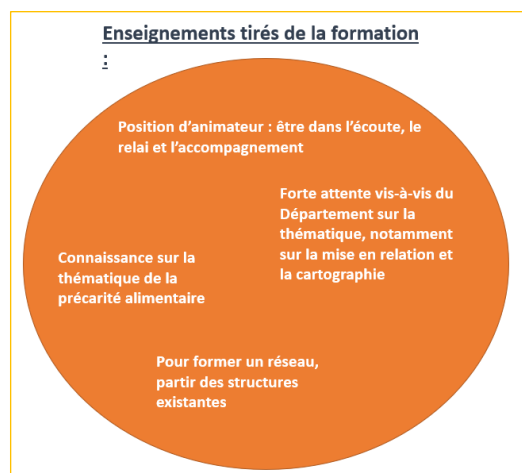 Enseignements tirés de la formation
:
Position d’animateur : être dans l’écoute, le
relai et l’accompagnement
Forte attente vis-à-vis du
Département sur la
thématique, notamment
sur la mise en relation et
la cartographie
Connaissance sur la
thématique de la
précarité alimentaire
Pour former un réseau,
partir des structures
existantes